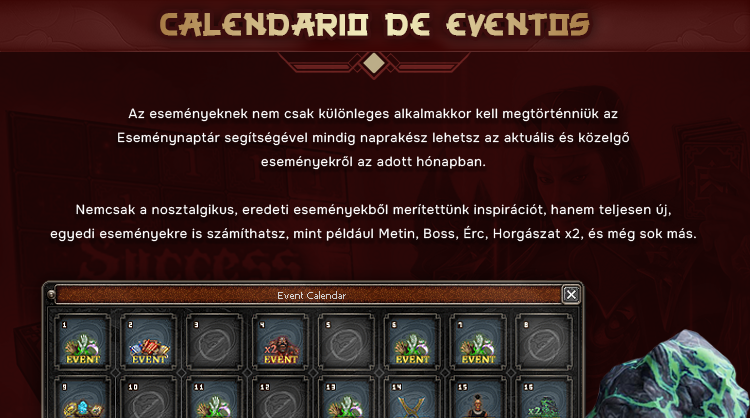 CALENDARIO DE EVENTOS
Az eseményeknek nem csak különleges alkalmakkor kell megtörténniük az
Eseménynaptár segítségével mindig naprakész lehetsz az aktuális és közelgő
eseményekről az adott hónapban.
Nemcsak a nosztalgikus, eredeti eseményekből merítettünk inspirációt, hanem teljesen új,
egyedi eseményekre is számíthatsz, mint például Metin, Boss, Érc, Horgászat x2, és még sok más.
Success
Event Calendar
1 2 3 4 5 6 7 8
x2
EVENT EVENT EVENT EVENT EVENT
9 10 11 12 13 14 15 16
x2